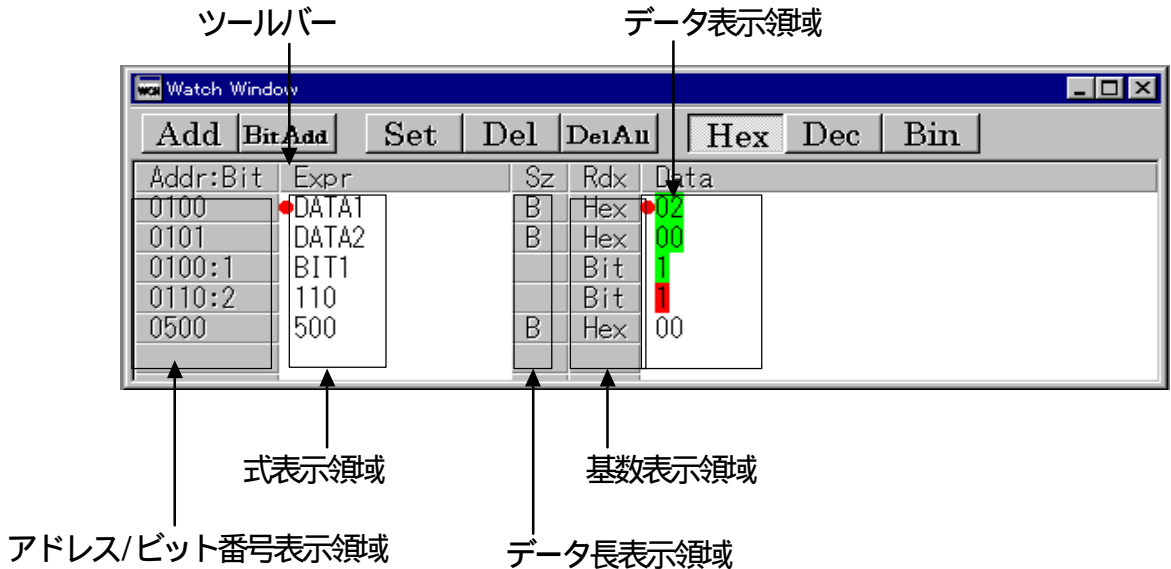 ツールバー データ表示領域
WCH Watch Window
Add BitAdd Set Del DelAll Hex Dec Bin
Addr:Bit Expr Sz Rdx Data
0100 DATA1 B Hex 02
0101 DATA2 B Hex 00
0100:1 BIT1 Bit 1
0110:2 110 Bit 1
0500 500 B Hex 00
式表示領域 基数表示領域
アドレス/ビット番号表示領域 データ長表示領域